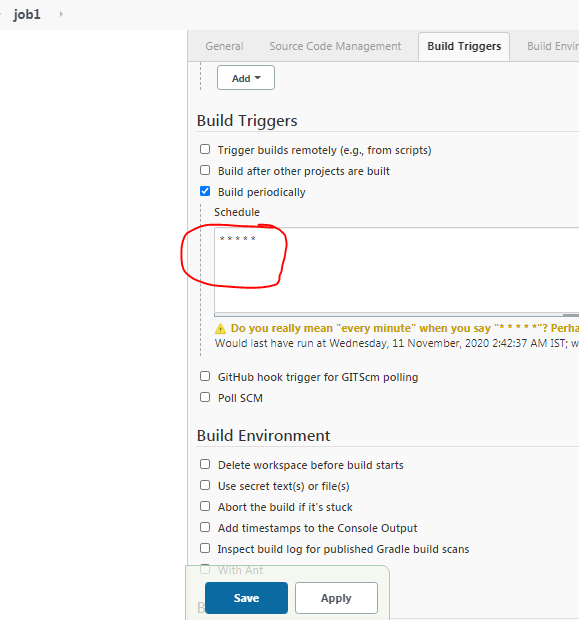 job1
General Source Code Management Build Triggers Build Envir
Add
Build Triggers
Trigger builds remotely (e.g., from scripts)
Build after other projects are built
Build periodically
Schedule
* * * * *
Do you really mean "every minute" when you say "* * * * *"? Perha
Would last have run at Wednesday, 11 November, 2020 2:42:37 AM IST; w
GitHub hook trigger for GITScm polling
Poll SCM
Build Environment
Delete workspace before build starts
Use secret text(s) or file(s)
Abort the build if it's stuck
Add timestamps to the Console Output
Inspect build log for published Gradle build scans
With Ant
Save Apply